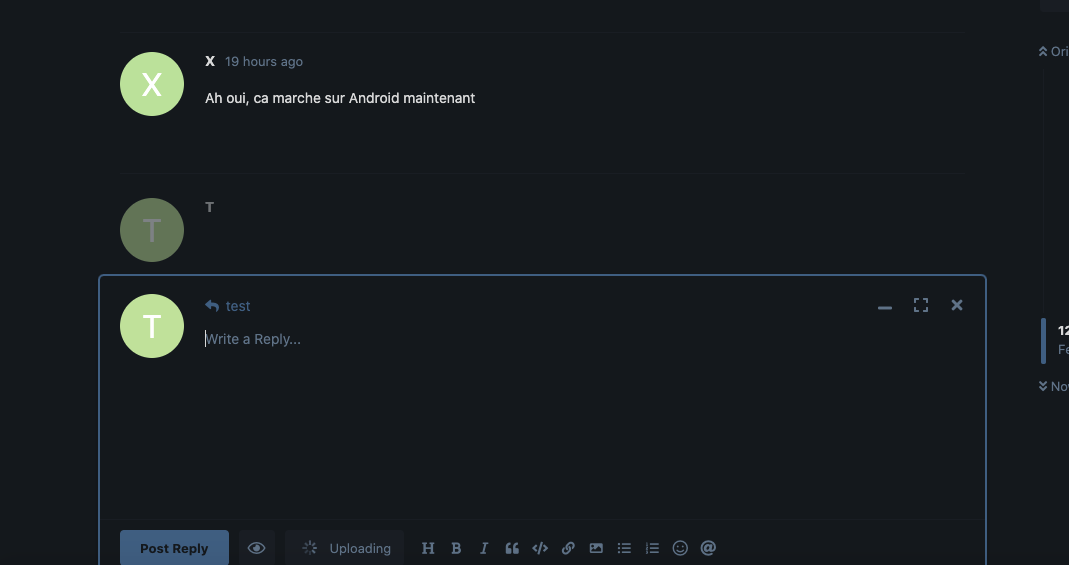 Ori
X
X 19 hours ago
Ah oui, ca marche sur Android maintenant
T
T
T
test
Write a Reply...
12
Fe
Nov
Post Reply
Uploading
H B I @